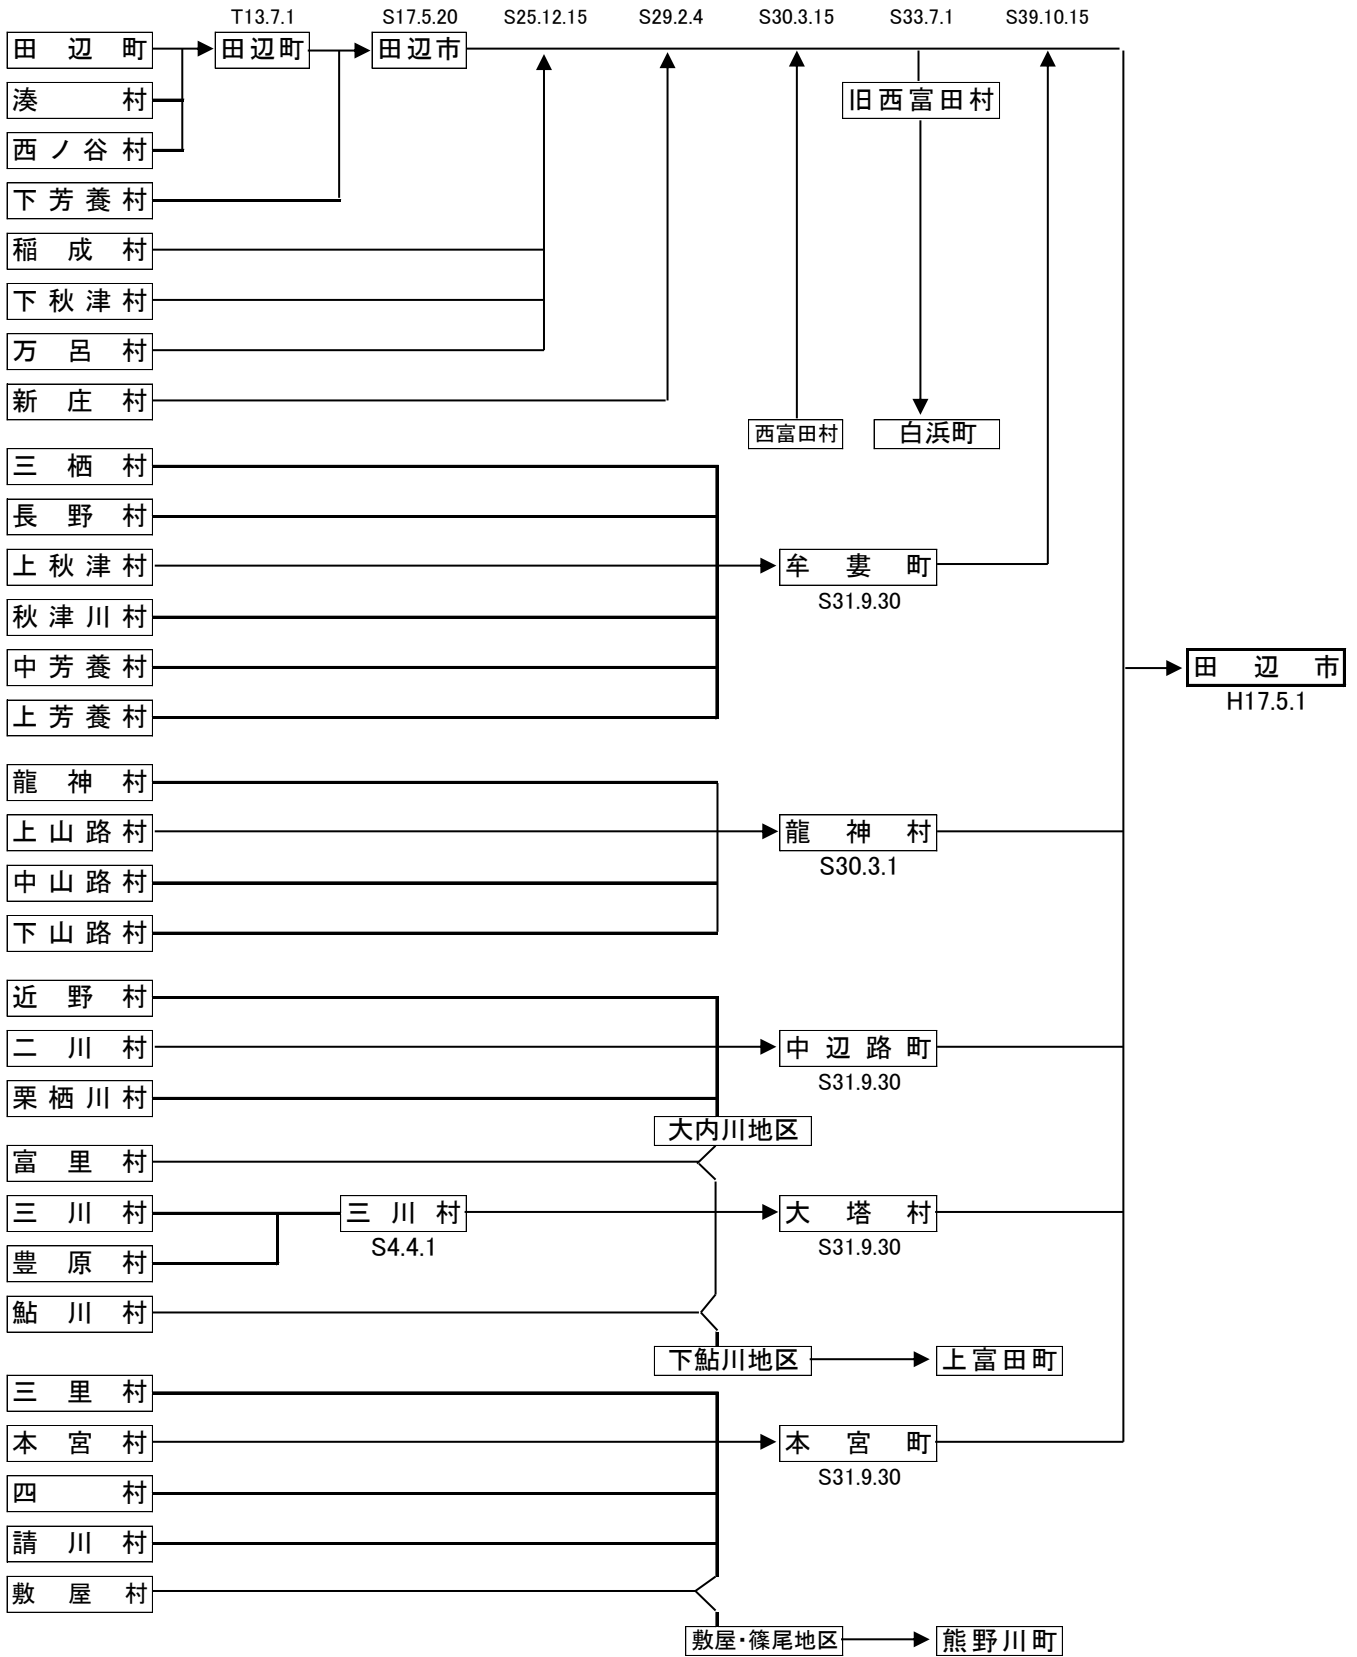 T13.7.1 S17.5.20 S25.12.15 S29.2.4 S30.3.15 S33.7.1 S39.10.15
田辺町 田辺町 田辺市
湊村 旧西富田村
西ノ谷村
下芳養村
稲成村
下秋津村
万呂村
新庄村
西富田村 白浜町
三栖村
長野村
上秋津村 牟婁町
秋津川村 S31.9.30
中芳養村 田辺市
上芳養村 H17.5.1
龍神村
上山路村 龍神村
中山路村 S30.3.1
下山路村
近野村
二川村 中辺路町
栗栖川村 S31.9.30
大内川地区
富里村
三川村 三川村 大塔村
豊原村 S4.4.1 S31.9.30
鮎川村
下鮎川地区 上富田町
三里村
本宮村 本宮町
四村 S31.9.30
請川村
敷屋村
敷屋・篠尾地区 熊野川町